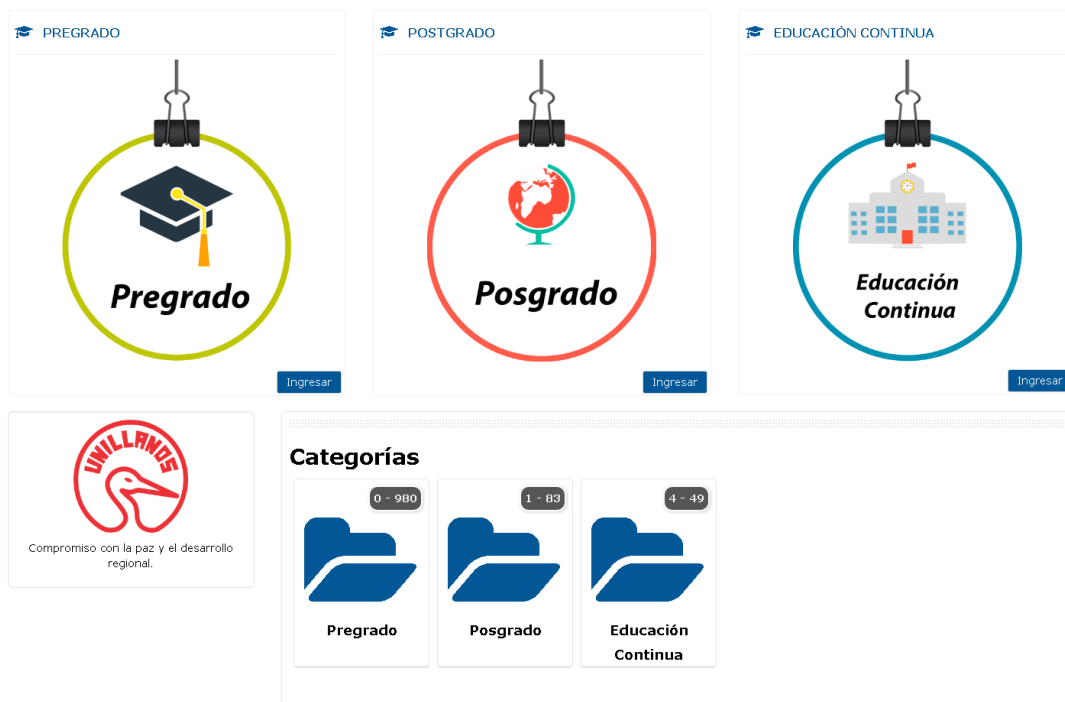 PREGRADO
POSTGRADO
EDUCACIÓN CONTINUA
Pregrado
Posgrado
Educación
Continua
Ingresar
Ingresar
Ingresar
UNILLANOS
Compromiso con la paz y el desarrollo
regional.
Categorías
0 - 980
1 - 83
4 - 49
Pregrado
Posgrado
Educación
Continua